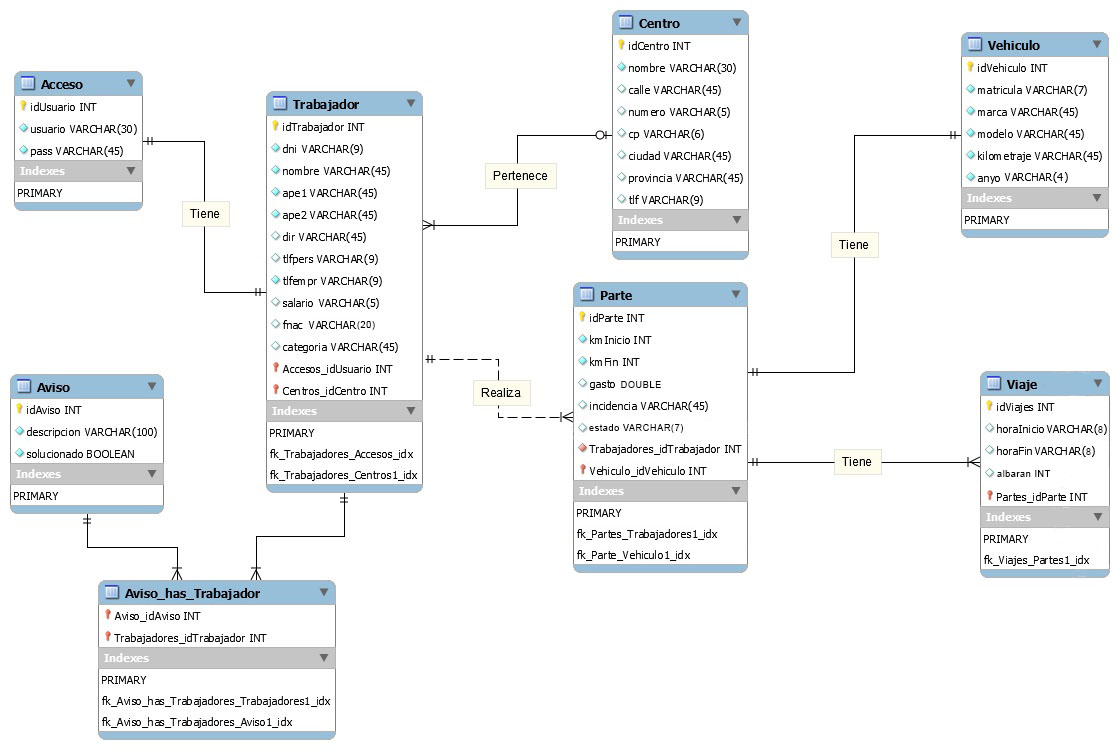 Acceso
idUsuario INT
usuario VARCHAR(30)
pass VARCHAR(45)
Indexes
PRIMARY
Tiene
Trabajador
idTrabajador INT
dni VARCHAR(9)
nombre VARCHAR(45)
ape1 VARCHAR(45)
ape2 VARCHAR(45)
dir VARCHAR(45)
tlfpers VARCHAR(9)
tlfempr VARCHAR(9)
salario VARCHAR(5)
fnac VARCHAR(20)
categoria VARCHAR(45)
Accesos_idUsuario INT
Centros_idCentro INT
Indexes
PRIMARY
fk_Trabajadores_Accesos_idx
fk_Trabajadores_Centros1_idx
Pertenece
Centro
idCentro INT
nombre VARCHAR(30)
calle VARCHAR(45)
numero VARCHAR(5)
cp VARCHAR(6)
ciudad VARCHAR(45)
provincia VARCHAR(45)
tlf VARCHAR(9)
Indexes
PRIMARY
Vehiculo
idVehiculo INT
matricula VARCHAR(7)
marca VARCHAR(45)
modelo VARCHAR(45)
kilometraje VARCHAR(45)
anyo VARCHAR(4)
Indexes
PRIMARY
Tiene
Realiza
Parte
idParte INT
kmInicio INT
kmFin INT
gasto DOUBLE
incidencia VARCHAR(45)
estado VARCHAR(7)
Trabajadores_idTrabajador INT
Vehiculo_idVehiculo INT
Indexes
PRIMARY
fk_Partes_Trabajadores1_idx
fk_Parte_Vehiculo1_idx
Tiene
Viaje
idViajes INT
horaInicio VARCHAR(8)
horaFin VARCHAR(8)
albaran INT
Partes_idParte INT
Indexes
PRIMARY
fk_Viajes_Partes1_idx
Aviso
idAviso INT
descripcion VARCHAR(100)
solucionado BOOLEAN
Indexes
PRIMARY
Aviso_has_Trabajador
Aviso_idAviso INT
Trabajadores_idTrabajador INT
Indexes
PRIMARY
fk_Aviso_has_Trabajadores_Trabajadores1_idx
fk_Aviso_has_Trabajadores_Aviso1_idx